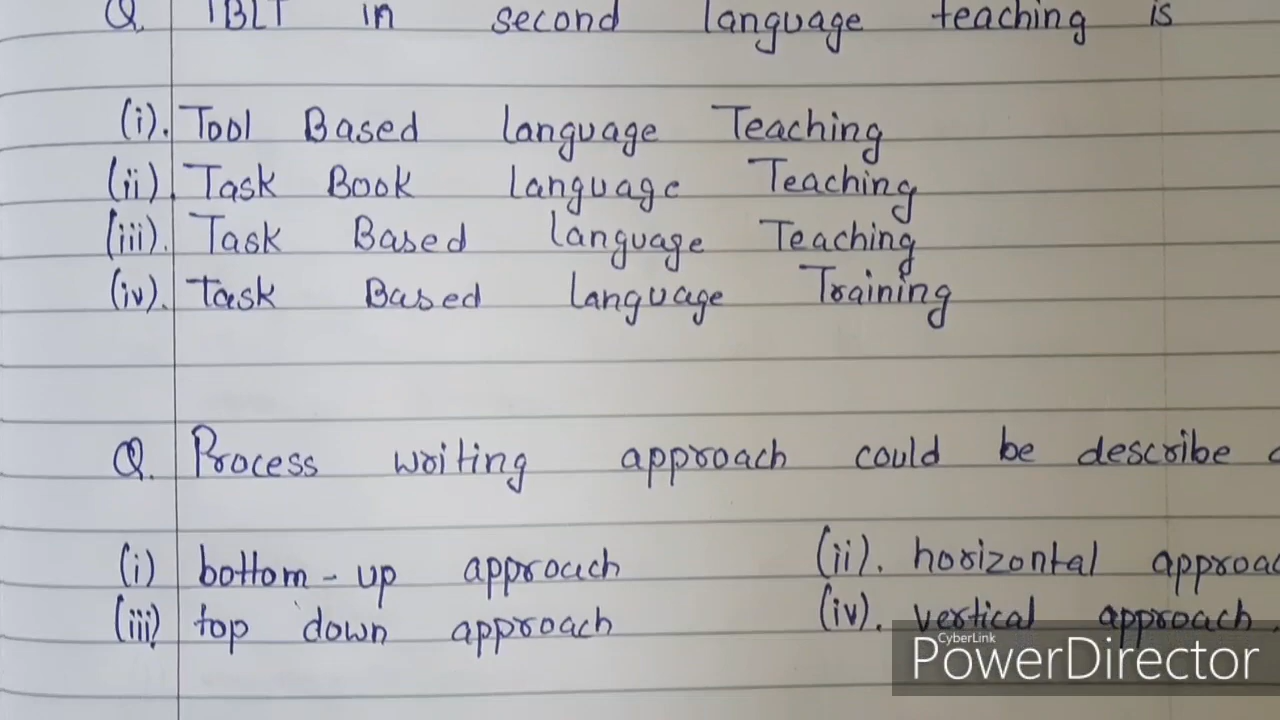 Q. TBLT in second language teaching is
(i). Tool Based language Teaching
(ii). Task Book language Teaching
(iii). Task Based language Teaching
(iv). Task Based language Training
Q. Process writing approach could be describe
(i) bottom-up approach (ii). horizontal
(iii) top down approach (iv). vertical approach.
CyberLink
PowerDirector